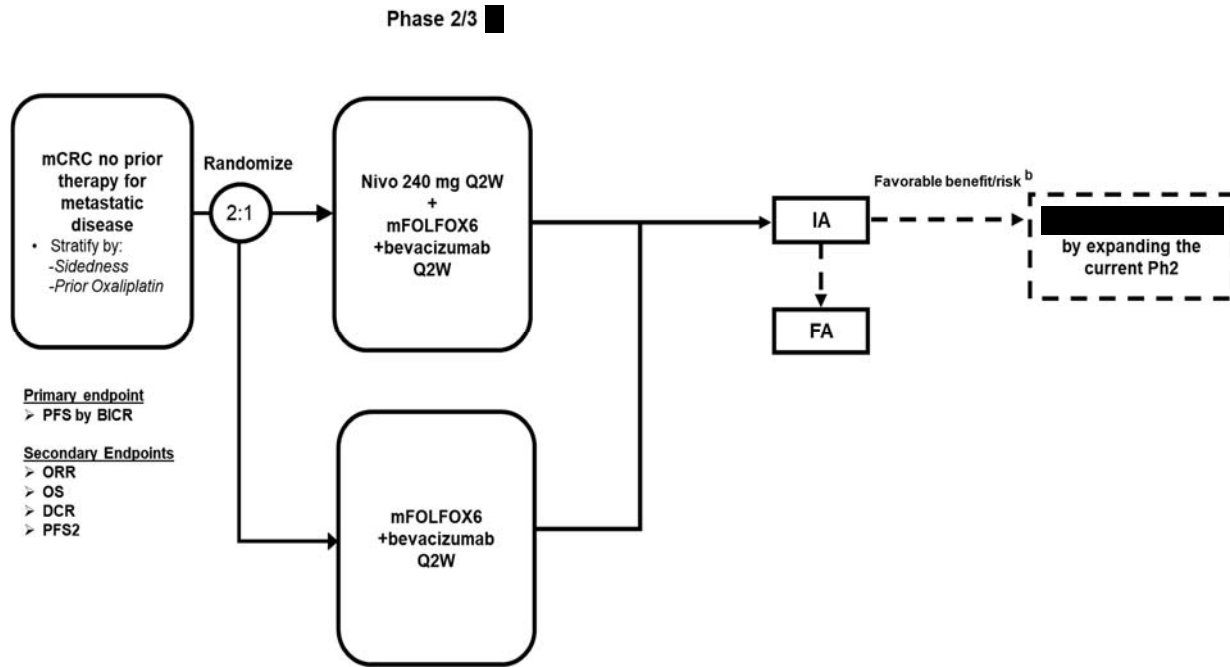 Phase 2/3
mCRC no prior
therapy for
metastatic
disease
• Stratify by:
-Sidedness
-Prior Oxaliplatin
Randomize
2:1
Nivo 240 mg Q2W
+
mFOLFOX6
+bevacizumab
Q2W
mFOLFOX6
+bevacizumab
Q2W
IA
FA
Favorable benefit/risk b
by expanding the
current Ph2
Primary endpoint
➢ PFS by BICR
Secondary Endpoints
➢ ORR
➢ OS
➢ DCR
➢ PFS2